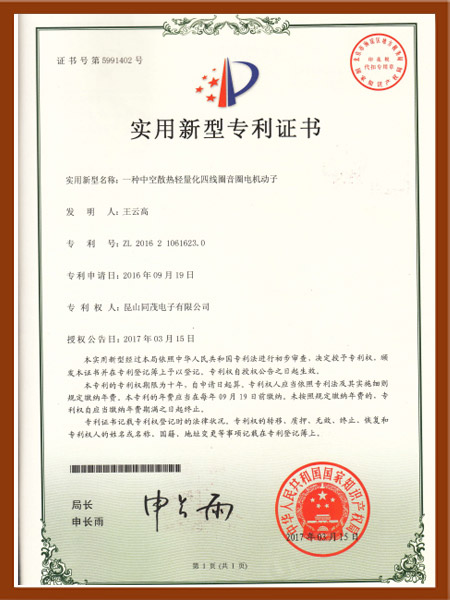 证书号第5991402号
实用新型专利证书
实用新型名称：一种中空散热轻量化四线圈音圈电机动子
发 明 人：王云高
专 利 号：ZL 2016 2 1061623.0
专利申请日：2016年09月19日
专 利 权 人：昆山同茂电子有限公司
授权公告日：2017年03月15日
本实用新型经过本局依照中华人民共和国专利法进行初步审查，决定授予专利权，颁
发本证书并在专利登记簿上予以登记。专利权自授权公告之日起生效。
本专利的专利权期限为十年，自申请日起算。专利权人应当依照专利法及其实施细则
规定缴纳年费。本专利的年费应当在每年09月19日前缴纳。未按照规定缴纳年费的，专
利权自应当缴纳年费期满之日起终止。
专利证书记载专利权登记时的法律状况。专利权的转移、质押、无效、终止、恢复和
专利权人的姓名或名称、国籍、地址变更等事项记载在专利登记簿上。
局长
申长雨
中华人民共和国国家知识产权局
2017年03月15日
第 1 页 (共 1 页)